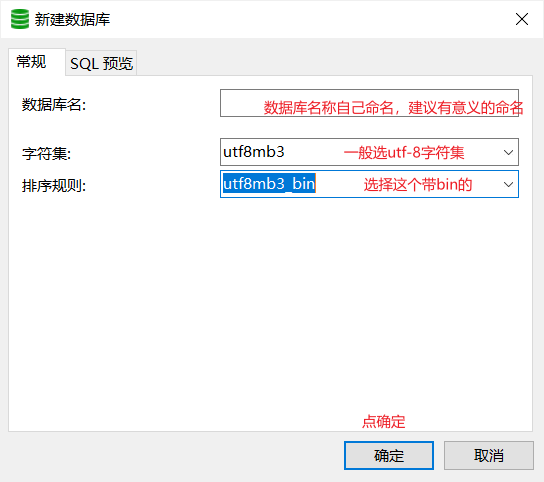 新建数据库
常规
SQL 预览
数据库名:
数据库名称自己命名，建议有意义的命名
字符集:
utf8mb3
一般选utf-8字符集
排序规则:
utf8mb3_bin
选择这个带bin的
点确定
确定
取消